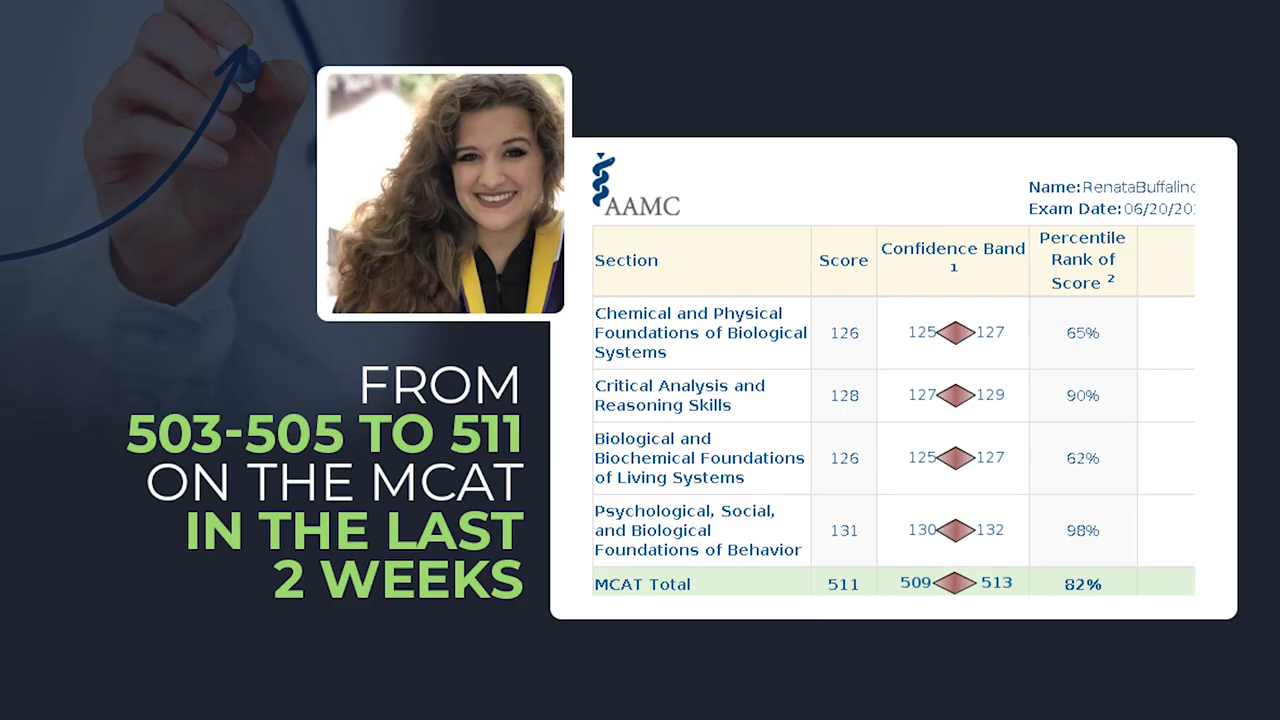 FROM
503-505 TO 511
ON THE MCAT
IN THE LAST
2 WEEKS
AAMC
Name: RenataBuffalino
Exam Date: 06/20/20
Section
Score
Confidence Band
1
Percentile
Rank of
Score 2
Chemical and Physical
Foundations of Biological
Systems
126
125 127
65%
Critical Analysis and
Reasoning Skills
128
127 129
90%
Biological and
Biochemical Foundations
of Living Systems
126
125 127
62%
Psychological, Social,
and Biological
Foundations of Behavior
131
130 132
98%
MCAT Total
511
509 513
82%